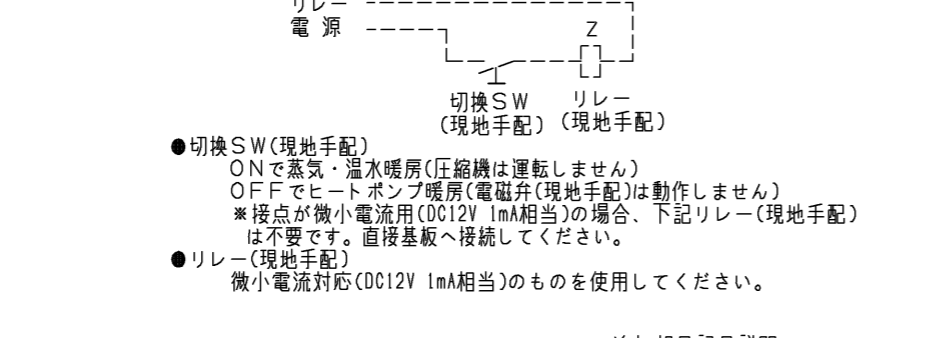 リレー
電 源
Z
切換SW リレー
(現地手配) (現地手配)
●切換SW(現地手配)
ONで蒸気・温水暖房(圧縮機は運転しません)
OFFでヒートポンプ暖房(電磁弁(現地手配)は動作しません)
※接点が微小電流用(DC12V 1mA相当)の場合、下記リレー(現地手配)
は不要です。直接基板へ接続してください。
●リレー(現地手配)
微小電流対応(DC12V 1mA相当)のものを使用してください。